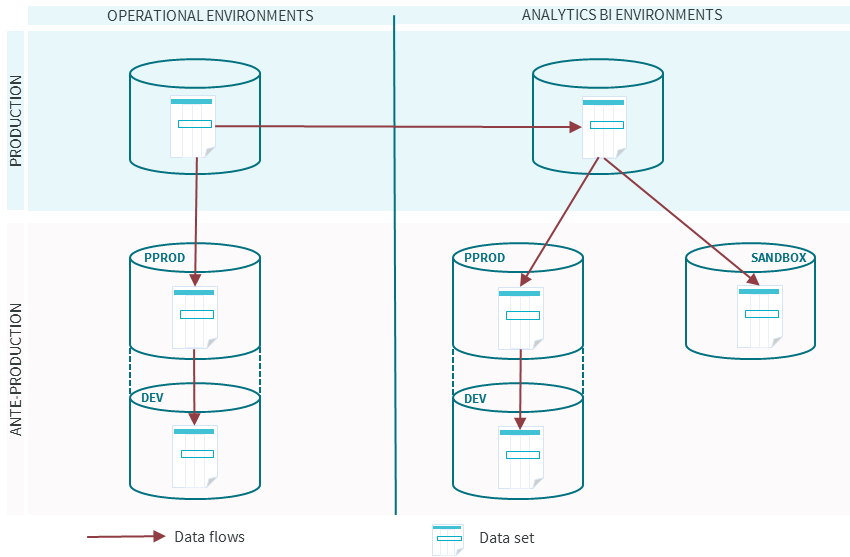 OPERATIONAL ENVIRONMENTS
ANALYTICS BI ENVIRONMENTS
PRODUCTION
PPROD
PPROD
SANDBOX
ANTE-PRODUCTION
DEV
DEV
Data flows
Data set